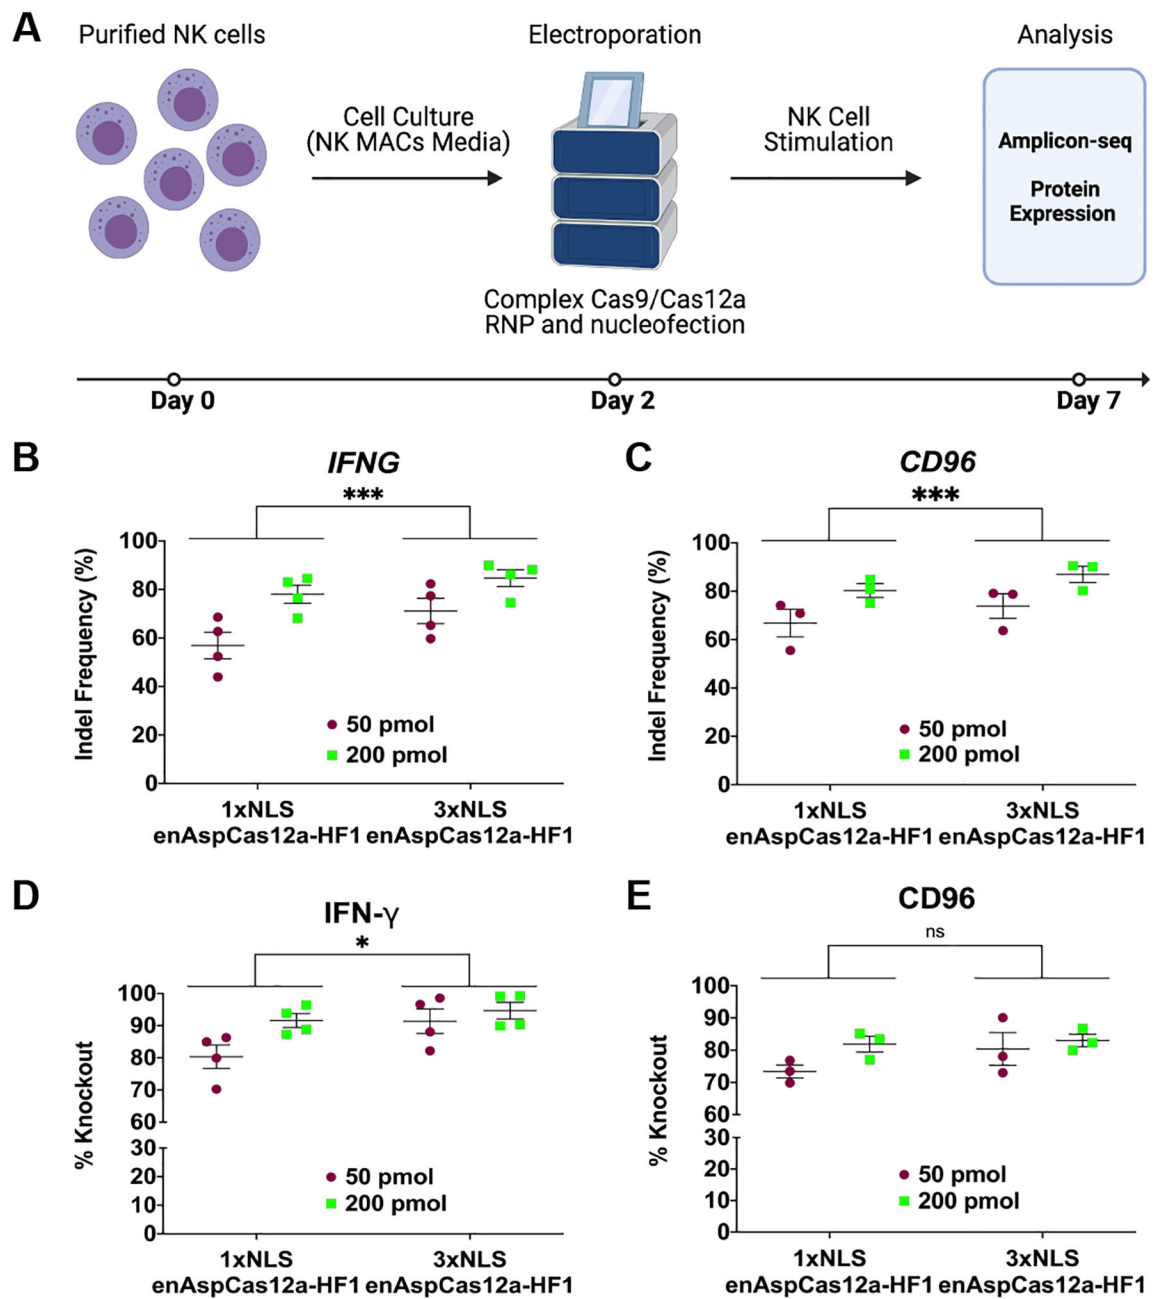 A
Purified NK cells
Electroporation
Analysis
Cell Culture
(NK MACs Media)
NK Cell
Stimulation
Amplicon-seq
Protein
Expression
Complex Cas9/Cas12a
RNP and nucleofection
Day 0
Day 2
Day 7
B
IFNG
***
Indel Frequency (%)
100
80
60
40
20
0
50 pmol
200 pmol
1xNLS
enAspCas12a-HF1
3xNLS
enAspCas12a-HF1
C
CD96
***
Indel Frequency (%)
100
80
60
40
20
0
50 pmol
200 pmol
1xNLS
enAspCas12a-HF1
3xNLS
enAspCas12a-HF1
D
IFN-γ
*
% Knockout
100
90
80
70
60
30
20
10
0
50 pmol
200 pmol
1xNLS
enAspCas12a-HF1
3xNLS
enAspCas12a-HF1
E
CD96
ns
% Knockout
100
90
80
70
60
30
20
10
0
50 pmol
200 pmol
1xNLS
enAspCas12a-HF1
3xNLS
enAspCas12a-HF1